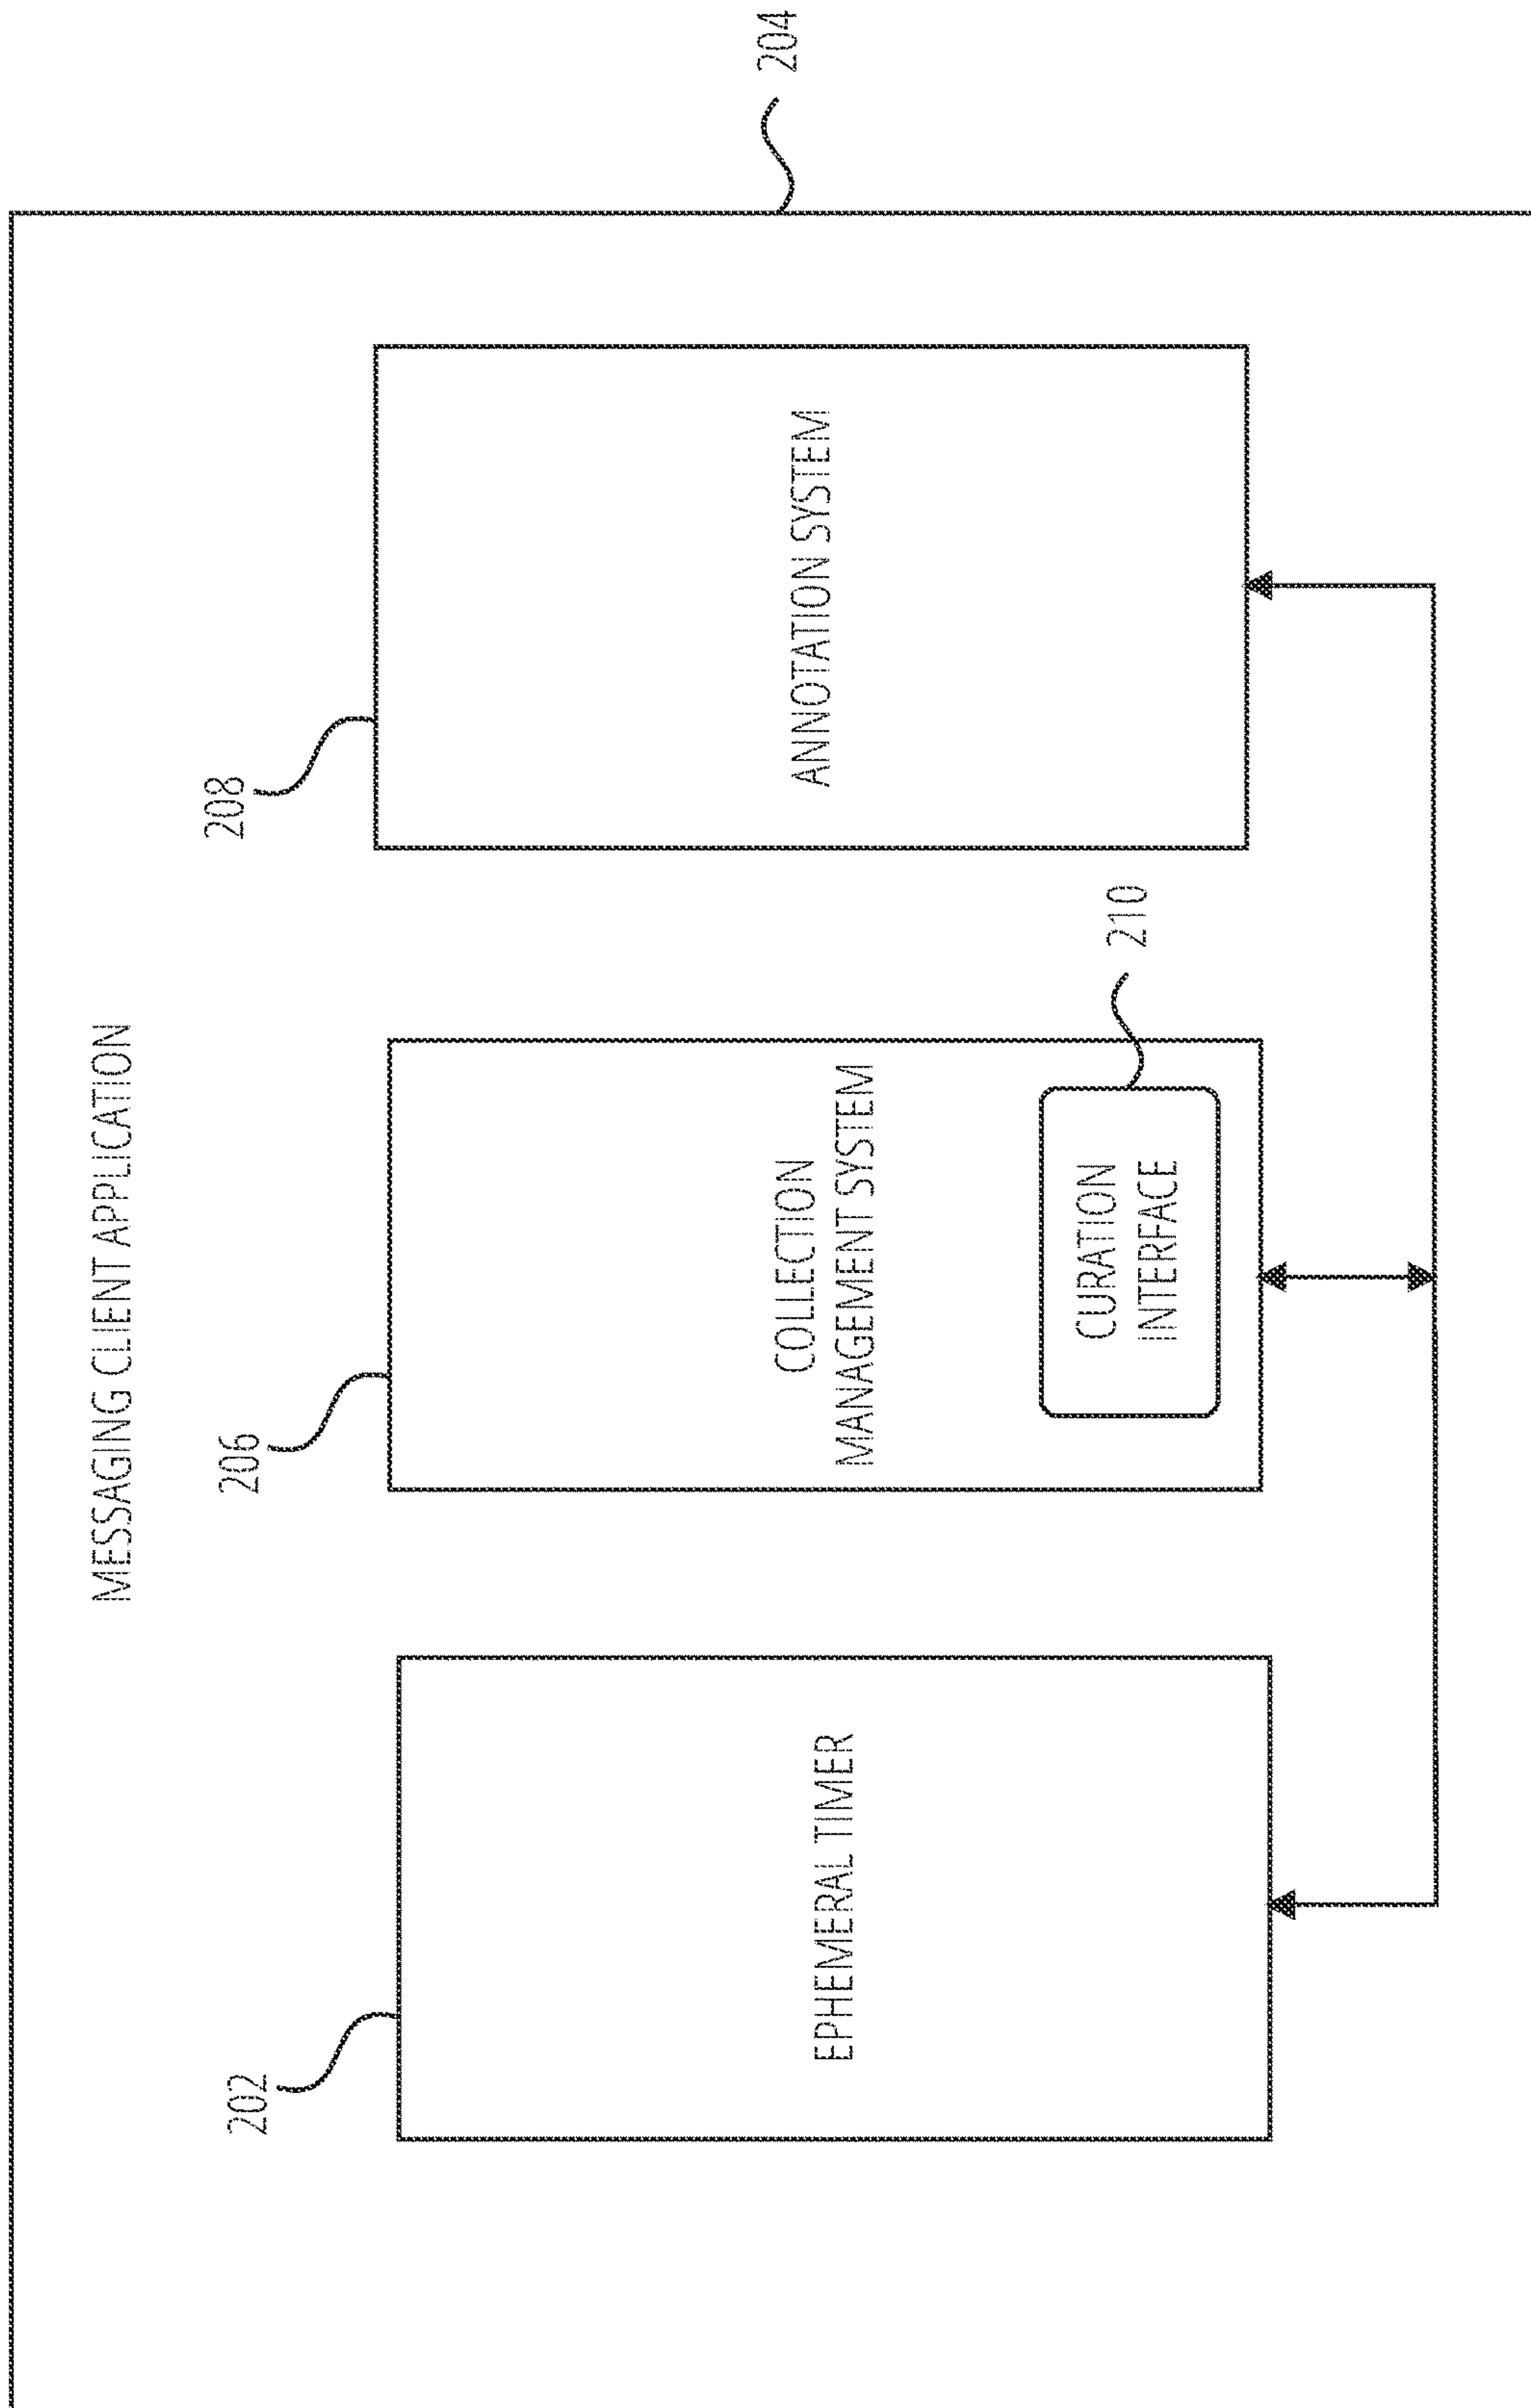 MESSAGING CLIENT APPLICATION
204
202
EPHEMERAL TIMER
206
COLLECTION
MANAGEMENT SYSTEM
210
CURATION
INTERFACE
208
ANNOTATION SYSTEM